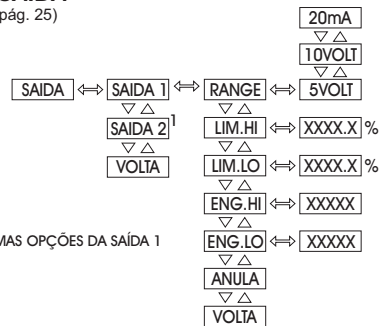 pág. 25)
20mA
10VOLT
SAIDA SAIDA 1 RANGE 5VOLT
SAIDA 2 1 LIM.HI XXXX.X %
VOLTA LIM.LO XXXX.X %
ENG.HI XXXXX
MAS OPÇÕES DA SAÍDA 1 ENG.LO XXXXX
ANULA
VOLTA